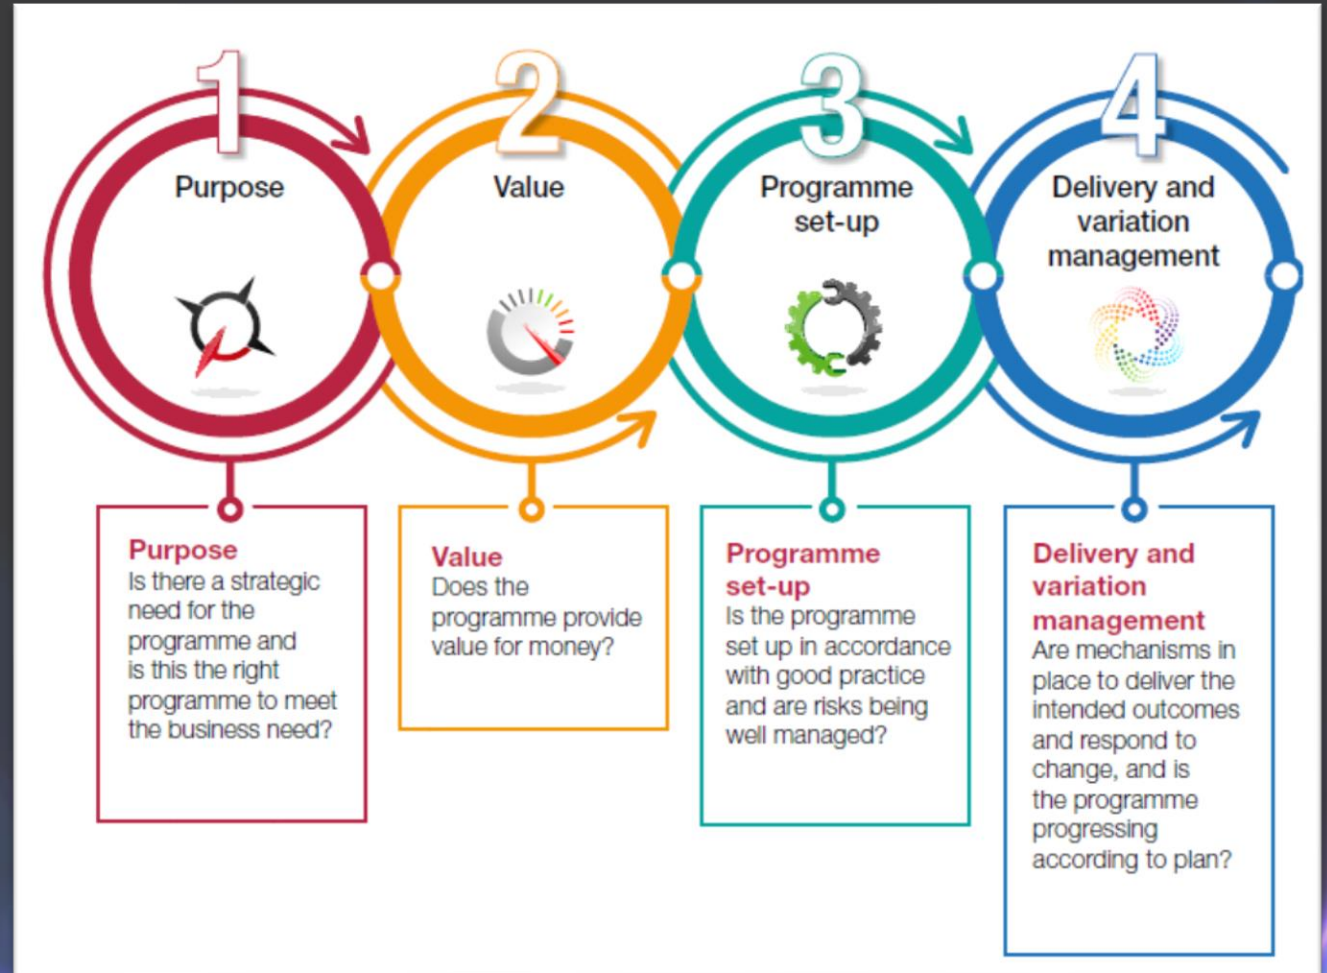 1
Purpose
2
Value
3
Programme
set-up
4
Delivery and
variation
management
Purpose
Is there a strategic
need for the
programme and
is this the right
programme to meet
the business need?
Value
Does the
programme provide
value for money?
Programme
set-up
Is the programme
set up in accordance
with good practice
and are risks being
well managed?
Delivery and
variation
management
Are mechanisms in
place to deliver the
intended outcomes
and respond to
change, and is
the programme
progressing
according to plan?